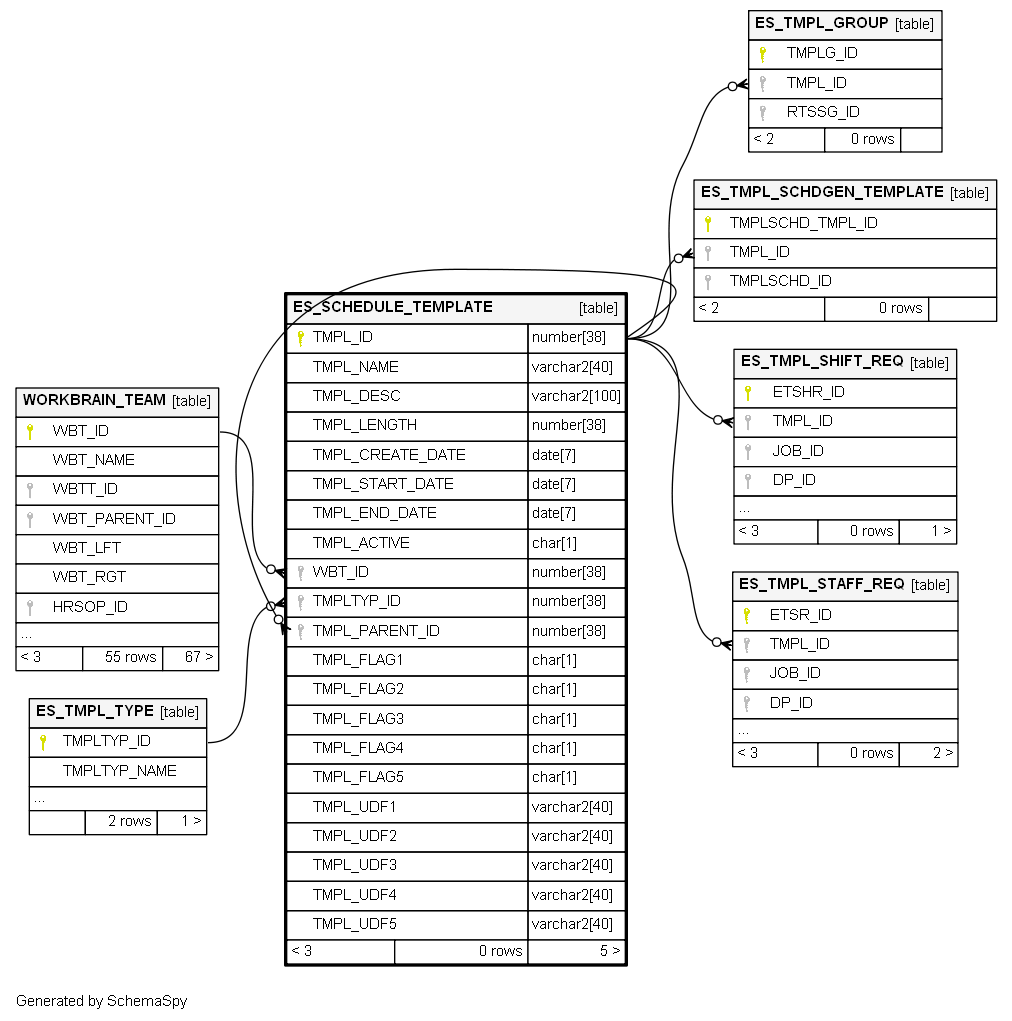 ES_TMPL_GROUP [table]
TMPLG_ID
TMPL_ID
RTSSG_ID
< 2 0 rows
ES_TMPL_SCHDGEN_TEMPLATE [table]
TMPLSCHD_TMPL_ID
TMPL_ID
TMPLSCHD_ID
< 2 0 rows
ES_SCHEDULE_TEMPLATE [table]
TMPL_ID number[38]
TMPL_NAME varchar2[40]
TMPL_DESC varchar2[100]
TMPL_LENGTH number[38]
TMPL_CREATE_DATE date[7]
TMPL_START_DATE date[7]
TMPL_END_DATE date[7]
TMPL_ACTIVE char[1]
WBT_ID number[38]
TMPLTYP_ID number[38]
TMPL_PARENT_ID number[38]
TMPL_FLAG1 char[1]
TMPL_FLAG2 char[1]
TMPL_FLAG3 char[1]
TMPL_FLAG4 char[1]
TMPL_FLAG5 char[1]
TMPL_UDF1 varchar2[40]
TMPL_UDF2 varchar2[40]
TMPL_UDF3 varchar2[40]
TMPL_UDF4 varchar2[40]
TMPL_UDF5 varchar2[40]
< 3 0 rows 5 >
ES_TMPL_SHIFT_REQ [table]
ETSHR_ID
TMPL_ID
JOB_ID
DP_ID
...
< 3 0 rows 1 >
WORKBRAIN_TEAM [table]
WBT_ID
WBT_NAME
WBTT_ID
WBT_PARENT_ID
WBT_LFT
WBT_RGT
HRSOP_ID
...
< 3 55 rows 67 >
ES_TMPL_STAFF_REQ [table]
ETSR_ID
TMPL_ID
JOB_ID
DP_ID
...
< 3 0 rows 2 >
ES_TMPL_TYPE [table]
TMPLTYP_ID
TMPLTYP_NAME
...
2 rows 1 >
Generated by SchemaSpy